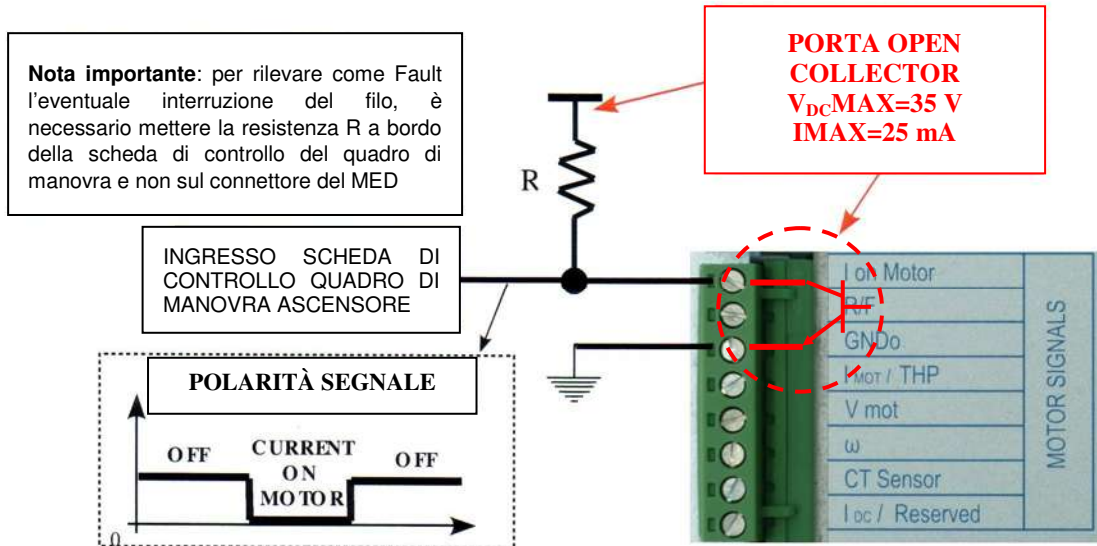 Nota importante: per rilevare come Fault
l'eventuale interruzione del filo, è
necessario mettere la resistenza R a bordo
della scheda di controllo del quadro di
manovra e non sul connettore del MED
PORTA OPEN
COLLECTOR
VDCMAX=35 V
IMAX=25 mA
R
INGRESSO SCHEDA DI
CONTROLLO QUADRO DI
MANOVRA ASCENSORE
POLARITÀ SEGNALE
OFF
CURRENT
ON
MOTOR
OFF
0
I on Motor
R/F
GNDo
I MOT / THP
V mot
ω
CT Sensor
I DC / Reserved
MOTOR SIGNALS